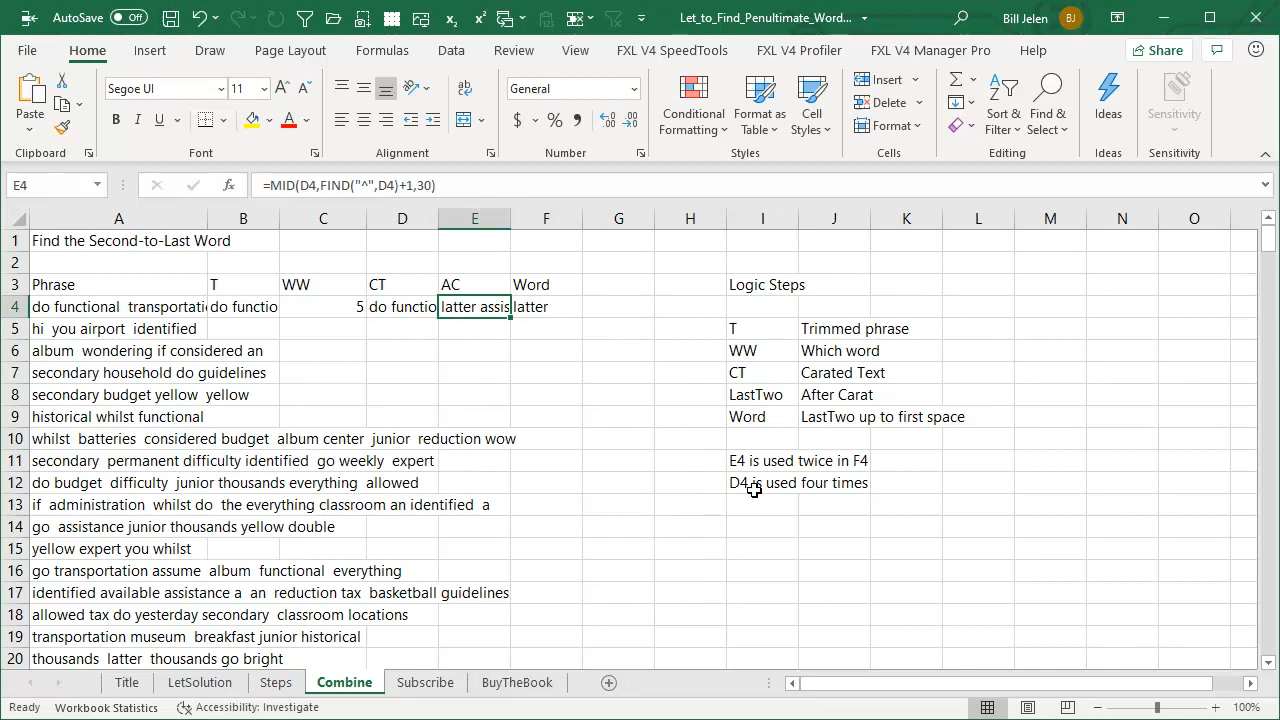 AutoSave Off Let_to_Find_Penultimate_Word... Bill Jelen BJ
File Home Insert Draw Page Layout Formulas Data Review View FXL V4 SpeedTools FXL V4 Profiler FXL V4 Manager Pro Help Share
Paste Segoe UI 11 General Conditional Formatting Format as Table Cell Styles Insert Delete Format Sort & Filter Find & Select Ideas Sensitivity
Clipboard Font Alignment Number Styles Cells Editing Ideas Sensitivity
E4 fx =MID(D4,FIND("^",D4)+1,30)
A B C D E F G H I J K L M N O
1 Find the Second-to-Last Word
2
3 Phrase T WW CT AC Word Logic Steps
4 do functional  transportati do functio 5 do functio latter assis latter
5 hi  you airport  identified T Trimmed phrase
6 album  wondering if considered an WW Which word
7 secondary household do guidelines CT Carated Text
8 secondary budget yellow  yellow LastTwo After Carat
9 historical whilst functional Word LastTwo up to first space
10 whilst  batteries  considered budget  album center  junior  reduction wow
11 secondary  permanent difficulty identified  go weekly  expert E4 is used twice in F4
12 do budget  difficulty  junior thousands everything  allowed D4 is used four times
13 if  administration  whilst do  the everything classroom an identified  a
14 go  assistance junior thousands yellow double
15 yellow expert you whilst
16 go transportation assume  album  functional  everything
17 identified available assistance a  an  reduction tax  basketball guidelines
18 allowed tax do yesterday secondary  classroom locations
19 transportation museum  breakfast junior historical
20 thousands  latter  thousands go bright
Title LetSolution Steps Combine Subscribe BuyTheBook
Ready Workbook Statistics Accessibility: Investigate 100%